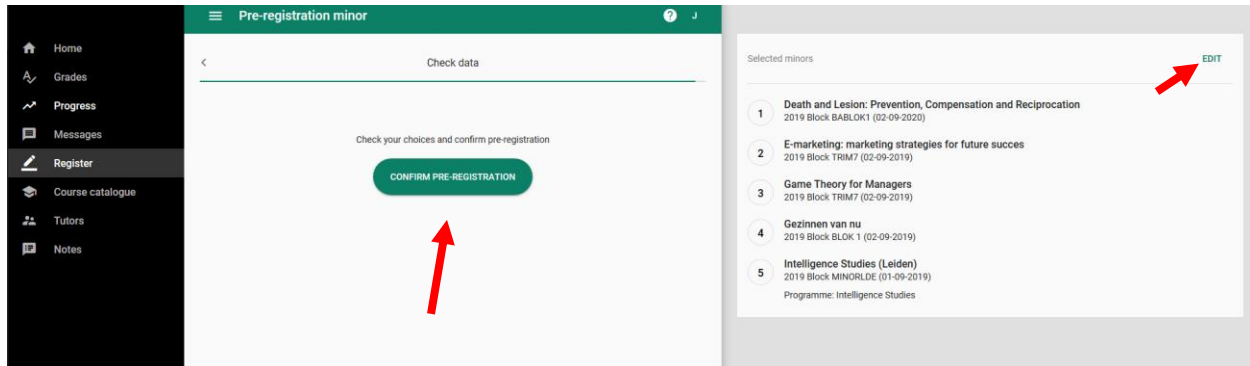 Pre-registration minor
? J
Home
Grades
Progress
Messages
Register
Course catalogue
Tutors
Notes
Check data
Check your choices and confirm pre-registration
CONFIRM PRE-REGISTRATION
Selected minors EDIT
1 Death and Lesion: Prevention, Compensation and Reciprocation
2019 Block BABLOK1 (02-09-2020)
2 E-marketing: marketing strategies for future succes
2019 Block TRIM7 (02-09-2019)
3 Game Theory for Managers
2019 Block TRIM7 (02-09-2019)
4 Gezinnen van nu
2019 Block BLOK 1 (02-09-2019)
5 Intelligence Studies (Leiden)
2019 Block MINORLDE (01-09-2019)
Programme: Intelligence Studies